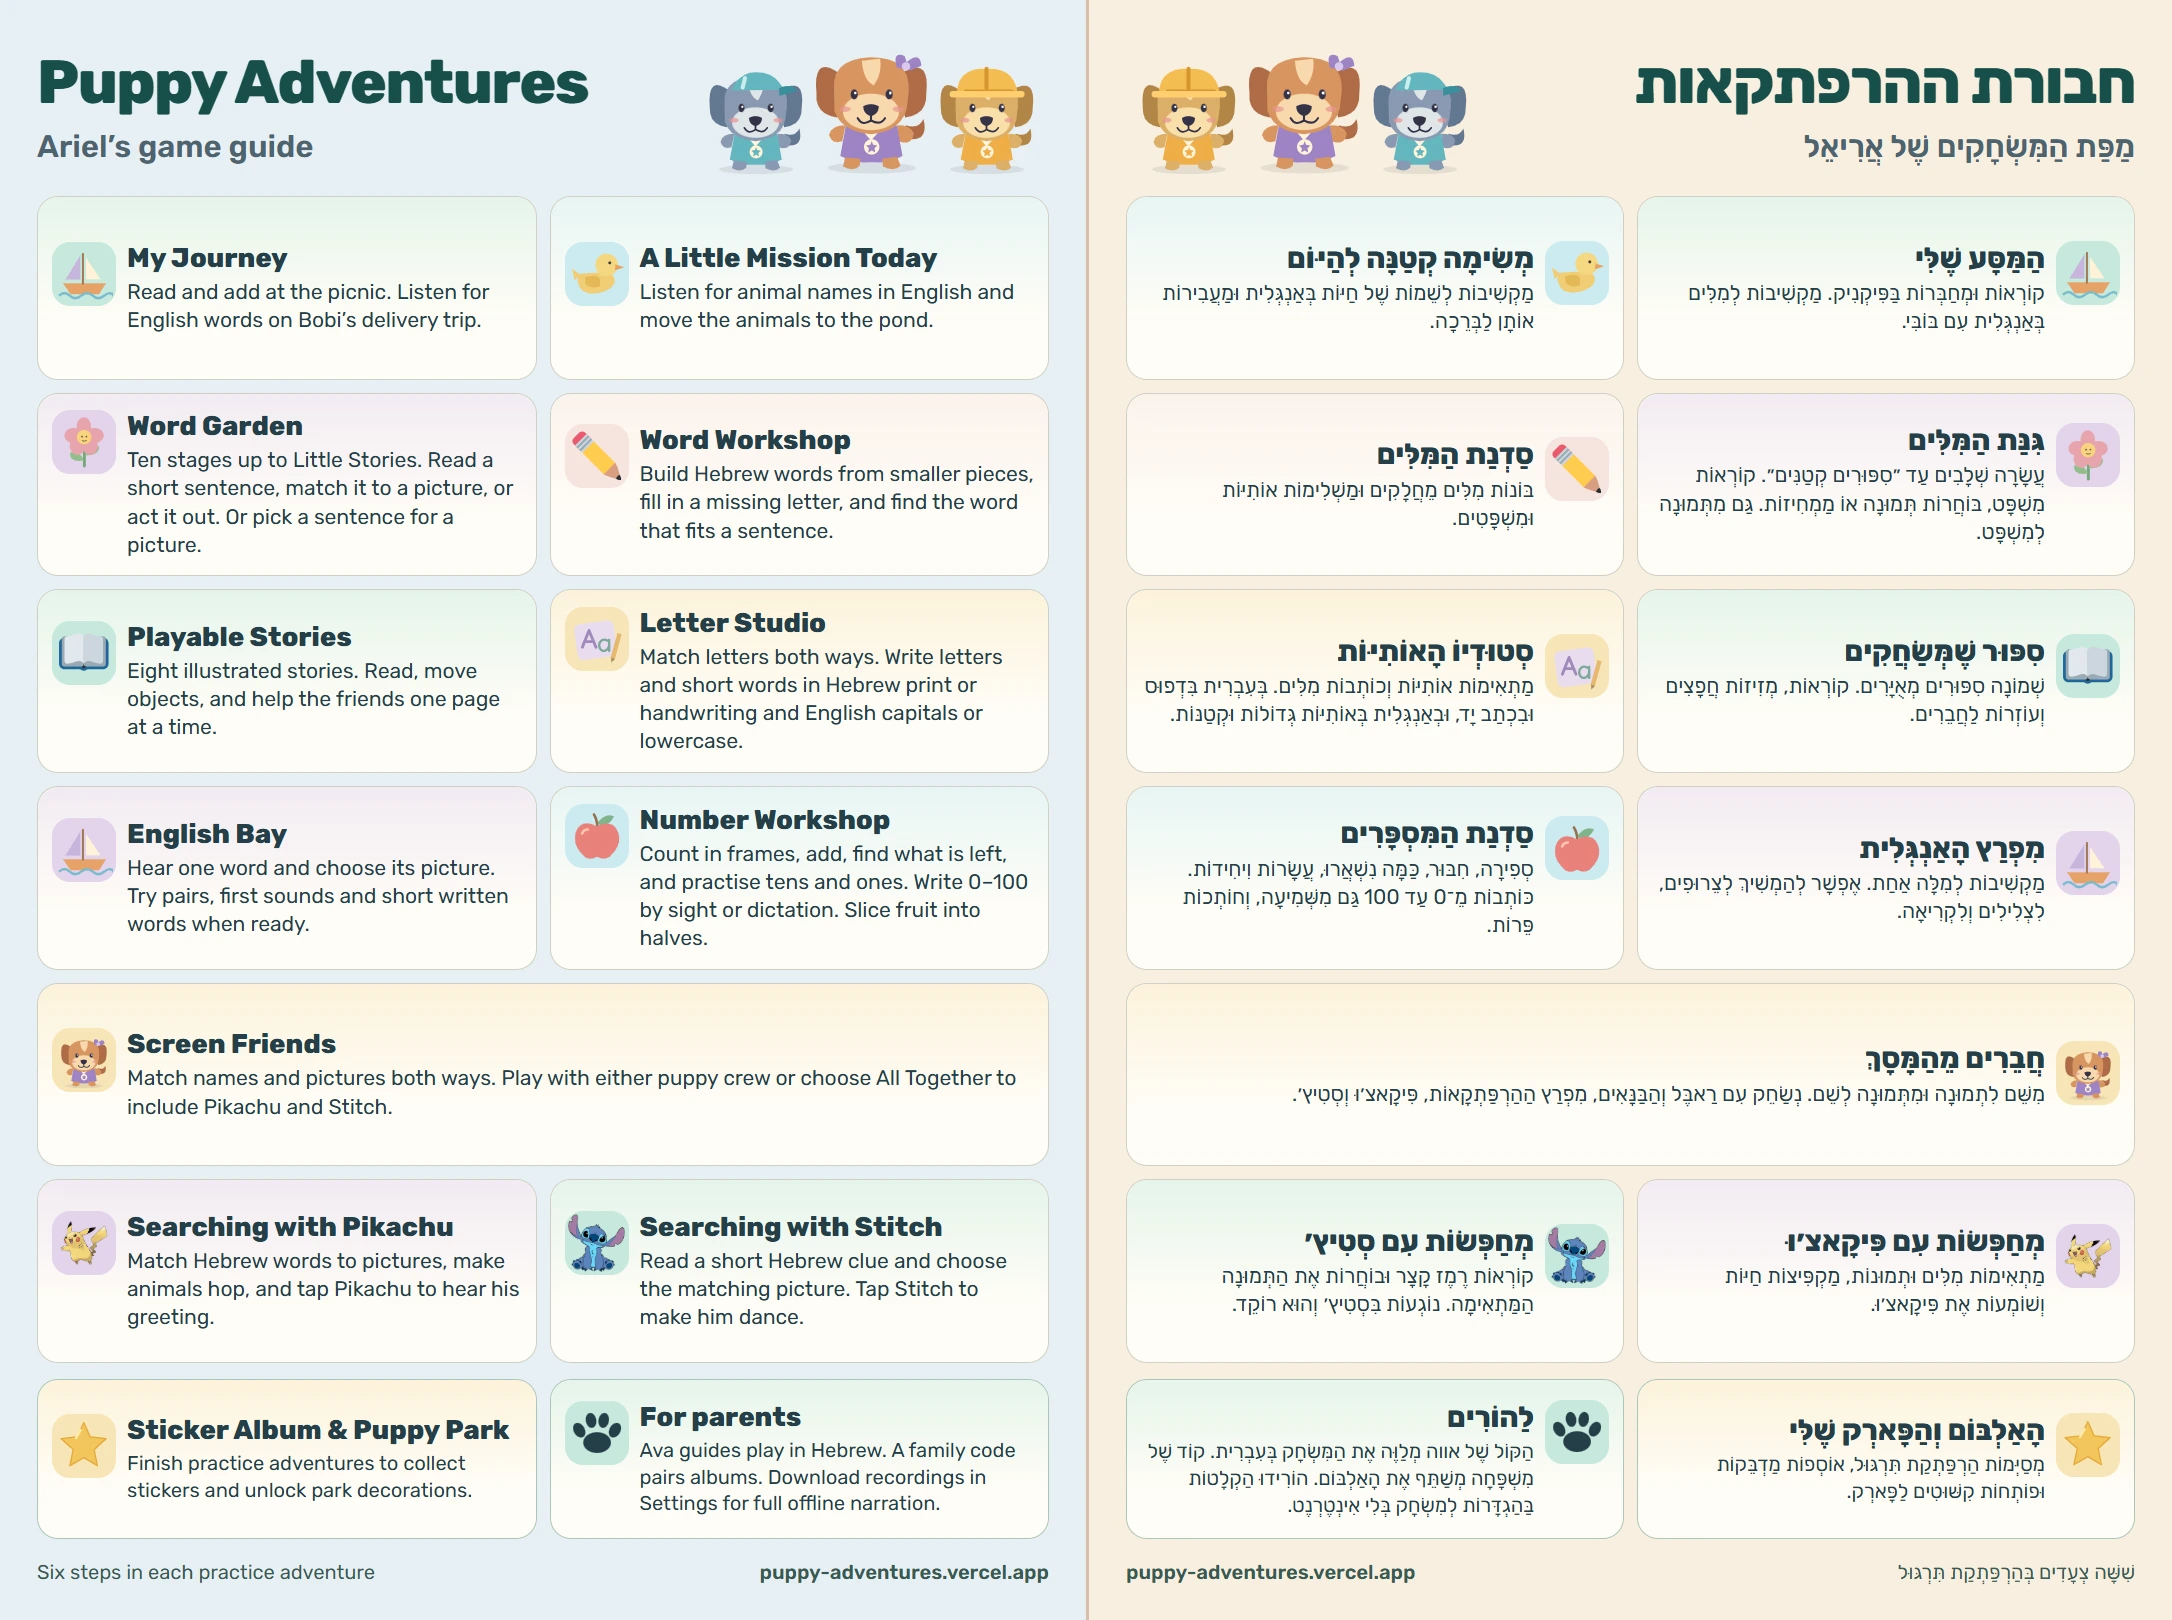 Puppy Adventures
Ariel’s game guide
My Journey
Read and add at the picnic. Listen for
English words on Bobi’s delivery trip.
A Little Mission Today
Listen for animal names in English and
move the animals to the pond.
Word Garden
Ten stages up to Little Stories. Read a
short sentence, match it to a picture, or
act it out. Or pick a sentence for a
picture.
Word Workshop
Build Hebrew words from smaller pieces,
fill in a missing letter, and find the word
that fits a sentence.
Playable Stories
Eight illustrated stories. Read, move
objects, and help the friends one page
at a time.
Letter Studio
Aa
Match letters both ways. Write letters
and short words in Hebrew print or
handwriting and English capitals or
lowercase.
English Bay
Hear one word and choose its picture.
Try pairs, first sounds and short written
words when ready.
Number Workshop
Count in frames, add, find what is left,
and practise tens and ones. Write 0–100
by sight or dictation. Slice fruit into
halves.
Screen Friends
Match names and pictures both ways. Play with either puppy crew or choose All Together to
include Pikachu and Stitch.
Searching with Pikachu
Match Hebrew words to pictures, make
animals hop, and tap Pikachu to hear his
greeting.
Searching with Stitch
Read a short Hebrew clue and choose
the matching picture. Tap Stitch to
make him dance.
Sticker Album & Puppy Park
Finish practice adventures to collect
stickers and unlock park decorations.
For parents
Ava guides play in Hebrew. A family code
pairs albums. Download recordings in
Settings for full offline narration.
Six steps in each practice adventure
puppy-adventures.vercel.app
חבורת ההרפתקאות
מַפַּת הַמִּשְׂחָקִים שֶׁל אֲרִיאֵל
הַמַּסָּע שֶׁלִּי
קוֹרְאוֹת וּמְחַבְּרוֹת בַּפִּיקְנִיק. מַקְשִׁיבוֹת לְמִלִּים
בְּאַנְגְּלִית עִם בּוֹבִּי.
מְשִׂימָה קְטַנָּה לְהַיּוֹם
מַקְשִׁיבוֹת לִשְׁמוֹת שֶׁל חַיּוֹת בְּאַנְגְּלִית וּמַעֲבִירוֹת
אוֹתָן לַבְּרֵכָה.
גִּנַּת הַמִּלִּים
עֲשָׂרָה שְׁלָבִים עַד ״סִפּוּרִים קְטַנִּים״. קוֹרְאוֹת
מִשְׁפָּט, בּוֹחֲרוֹת תְּמוּנָה אוֹ מַמְחִיזוֹת. גַּם מִתְּמוּנָה
לְמִשְׁפָּט.
סַדְנַת הַמִּלִּים
בּוֹנוֹת מִלִּים מֵחֲלָקִים וּמַשְׁלִימוֹת אוֹתִיּוֹת
וּמִשְׁפָּטִים.
סִפּוּר שֶׁמְּשַׂחֲקִים
שְׁמוֹנָה סִפּוּרִים מְאֻיָּרִים. קוֹרְאוֹת, מְזִיזוֹת חֲפָצִים
וְעוֹזְרוֹת לַחֲבֵרִים.
סְטוּדְיוֹ הָאוֹתִיּוֹת
Aa
מַתְאִימוֹת אוֹתִיּוֹת וְכוֹתְבוֹת מִלִּים. בְּעִבְרִית בִּדְפוּס
וּבִכְתַב יָד, וּבְאַנְגְּלִית בְּאוֹתִיּוֹת גְּדוֹלוֹת וּקְטַנּוֹת.
מִפְרַץ הָאַנְגְּלִית
מַקְשִׁיבוֹת לְמִלָּה אַחַת. אֶפְשָׁר לְהַמְשִׁיךְ לְצֵרוּפִים,
לִצְלִילִים וְלִקְרִיאָה.
סַדְנַת הַמִּסְפָּרִים
סְפִירָה, חִבּוּר, כַּמָּה נִשְׁאֲרוּ, עֲשָׂרוֹת וִיחִידוֹת.
כּוֹתְבוֹת מִ־0 עַד 100 גַּם מִשְּׁמִיעָה, וְחוֹתְכוֹת
פֵּרוֹת.
חֲבֵרִים מֵהַמָּסָךְ
מִשֵּׁם לִתְמוּנָה וּמִתְּמוּנָה לְשֵׁם. נְשַׂחֵק עִם רַאבֶּל וְהַבַּנָּאִים, מִפְרַץ הַהַרְפַּתְקָאוֹת, פִּיקָאצ׳וּ וְסְטִיץ׳.
מְחַפְּשׂוֹת עִם פִּיקָאצ׳וּ
מַתְאִימוֹת מִלִּים וּתְמוּנוֹת, מַקְפִּיצוֹת חַיּוֹת
וְשׁוֹמְעוֹת אֶת פִּיקָאצ׳וּ.
מְחַפְּשׂוֹת עִם סְטִיץ׳
קוֹרְאוֹת רֶמֶז קָצָר וּבוֹחֲרוֹת אֶת הַתְּמוּנָה
הַמַּתְאִימָה. נוֹגְעוֹת בִּסְטִיץ׳ וְהוּא רוֹקֵד.
הָאַלְבּוֹם וְהַפָּארְק שֶׁלִּי
מְסַיְּמוֹת הַרְפַּתְקַת תִּרְגּוּל, אוֹסְפוֹת מַדְבֵּקוֹת
וּפוֹתְחוֹת קִשּׁוּטִים לַפָּארְק.
לַהוֹרִים
הַקּוֹל שֶׁל אווה מְלַוֶּה אֶת הַמִּשְׂחָק בְּעִבְרִית. קוֹד שֶׁל
מִשְׁפָּחָה מְשַׁתֵּף אֶת הָאַלְבּוֹם. הוֹרִידוּ הַקְלָטוֹת
בַּהַגְדָּרוֹת לְמִשְׂחָק בְּלִי אִינְטֶרְנֶט.
שִׁשָּׁה צְעָדִים בְּהַרְפַּתְקַת תִּרְגּוּל
puppy-adventures.vercel.app